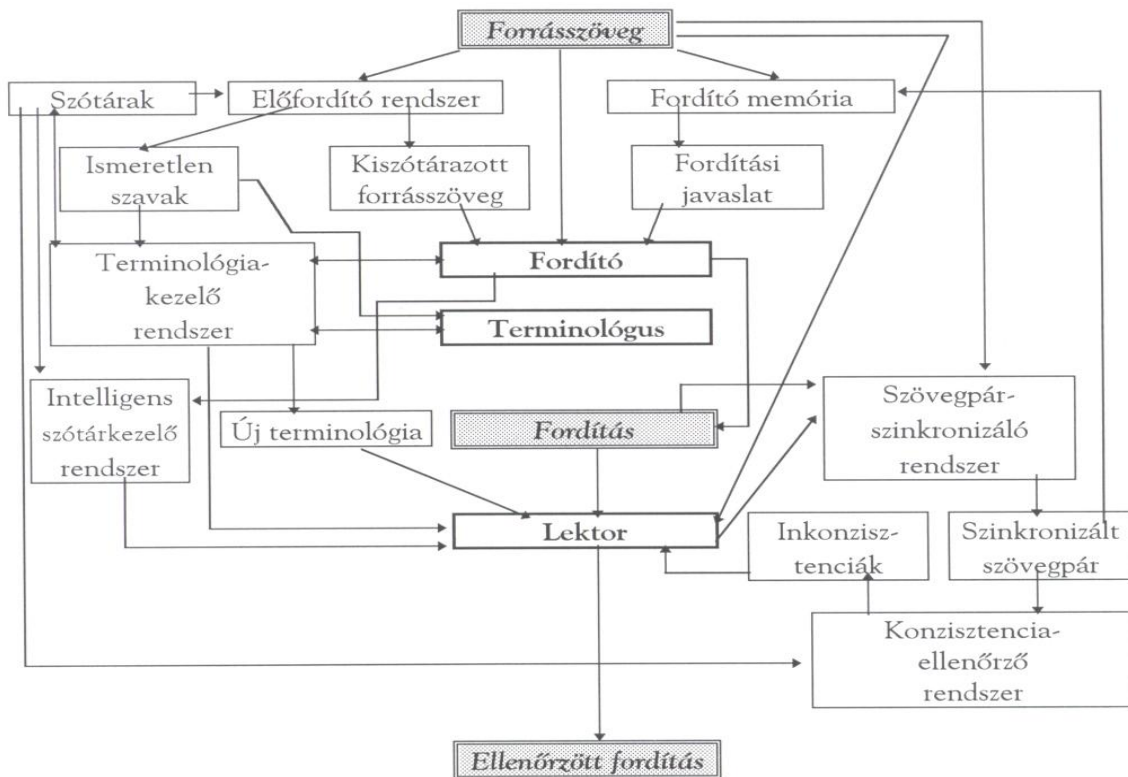 Forrásszöveg
Szótárak
Előfordító rendszer
Fordító memória
Ismeretlen
szavak
Kiszótárazott
forrásszöveg
Fordítási
javaslat
Terminológia-
kezelő
rendszer
Fordító
Terminológus
Intelligens
szótárkezelő
rendszer
Új terminológia
Fordítás
Szövegpár-
szinkronizáló
rendszer
Lektor
Inkonzisz-
tenciák
Szinkronizált
szövegpár
Konzisztencia-
ellenőrző
rendszer
Ellenőrzött fordítás